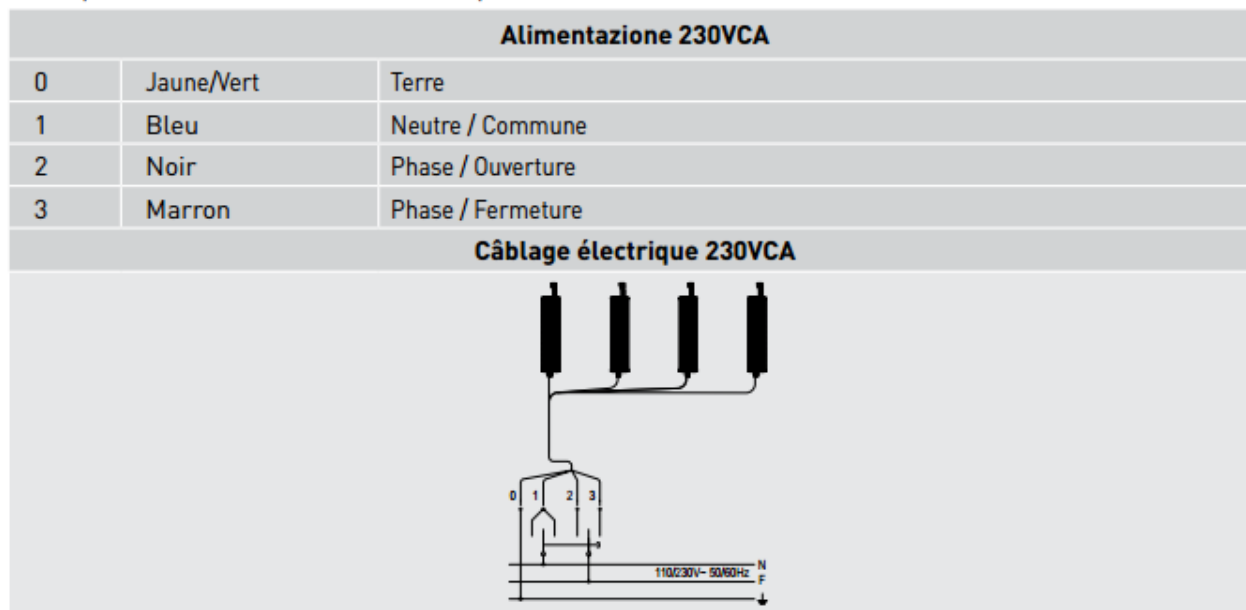 Alimentazione 230VCA
0 Jaune/Vert Terre
1 Bleu Neutre / Commune
2 Noir Phase / Ouverture
3 Marron Phase / Fermeture
Câblage électrique 230VCA
0 1 2 3
N
110/230V~ 50/60Hz
F